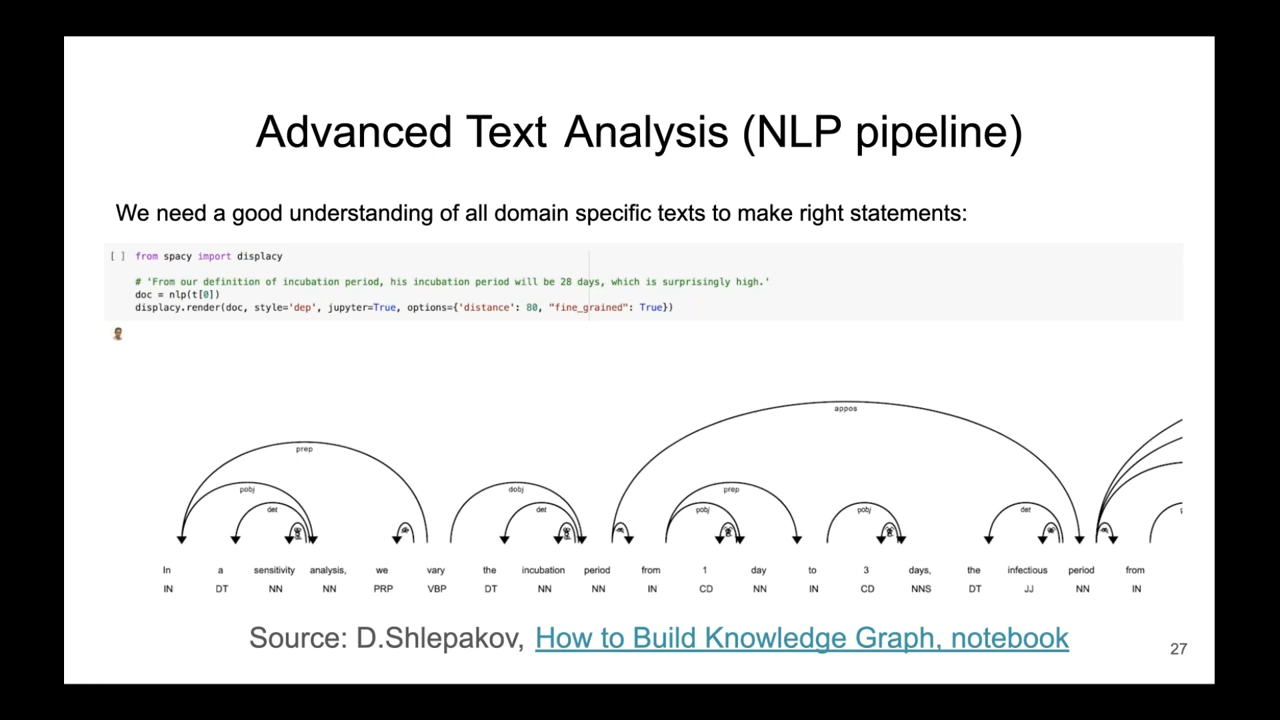 Advanced Text Analysis (NLP pipeline)
We need a good understanding of all domain specific texts to make right statements:
[ ] from spacy import displacy
# 'From our definition of incubation period, his incubation period will be 28 days, which is surprisingly high.'
doc = nlp(t[0])
displacy.render(doc, style='dep', jupyter=True, options={'distance': 80, "fine_grained": True})
appos
prep
pobj dobj prep
det det pobj pobj det
In a sensitivity analysis, we vary the incubation period from 1 day to 3 days, the infectious period from
IN DT NN NN PRP VBP DT NN NN IN CD NN IN CD NNS DT JJ NN IN
Source: D.Shlepakov, How to Build Knowledge Graph, notebook
27